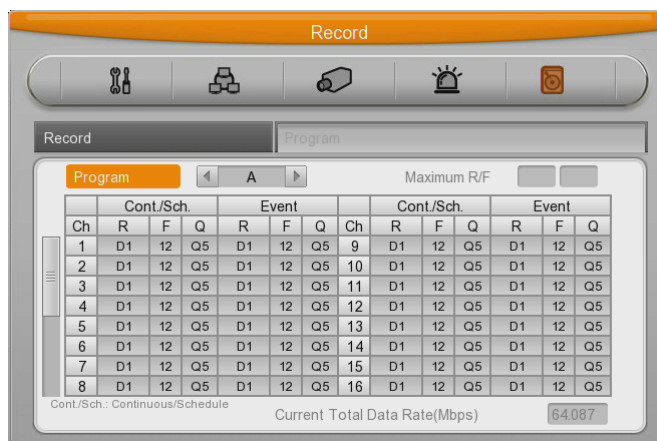 Record
Record Program
Program A Maximum R/F
Cont./Sch. Event Cont./Sch. Event
Ch R F Q R F Q Ch R F Q R F Q
1 D1 12 Q5 D1 12 Q5 9 D1 12 Q5 D1 12 Q5
2 D1 12 Q5 D1 12 Q5 10 D1 12 Q5 D1 12 Q5
3 D1 12 Q5 D1 12 Q5 11 D1 12 Q5 D1 12 Q5
4 D1 12 Q5 D1 12 Q5 12 D1 12 Q5 D1 12 Q5
5 D1 12 Q5 D1 12 Q5 13 D1 12 Q5 D1 12 Q5
6 D1 12 Q5 D1 12 Q5 14 D1 12 Q5 D1 12 Q5
7 D1 12 Q5 D1 12 Q5 15 D1 12 Q5 D1 12 Q5
8 D1 12 Q5 D1 12 Q5 16 D1 12 Q5 D1 12 Q5
Cont./Sch.: Continuous/Schedule
Current Total Data Rate(Mbps) 64.087